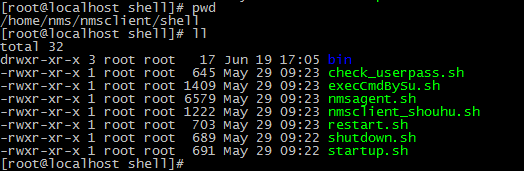 [root@localhost shell]# pwd
/home/nms/nmsclient/shell
[root@localhost shell]# ll
total 32
drwxr-xr-x 3 root root   17 Jun 19 17:05 bin
-rwxr-xr-x 1 root root  645 May 29 09:23 check_userpass.sh
-rwxr-xr-x 1 root root 1409 May 29 09:23 execCmdBySu.sh
-rwxr-xr-x 1 root root 6579 May 29 09:23 nmsagent.sh
-rwxr-xr-x 1 root root 1222 May 29 09:23 nmsclient_shouhu.sh
-rwxr-xr-x 1 root root  703 May 29 09:23 restart.sh
-rwxr-xr-x 1 root root  689 May 29 09:22 shutdown.sh
-rwxr-xr-x 1 root root  691 May 29 09:22 startup.sh
[root@localhost shell]#